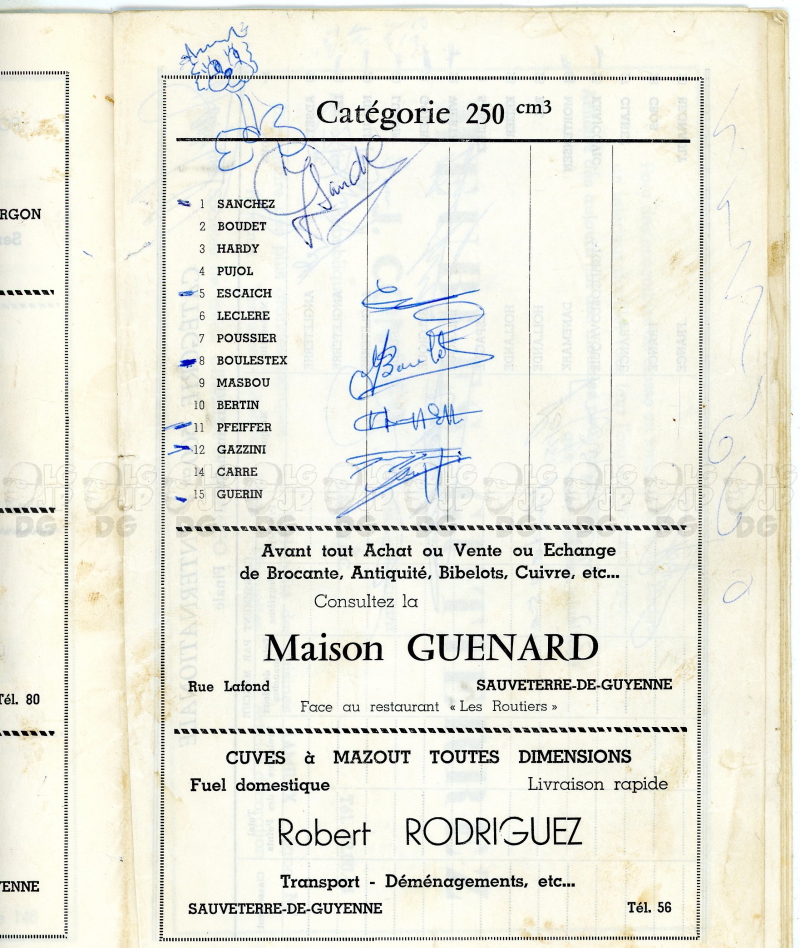 Catégorie 250 cm3
1 SANCHEZ
2 BOUDET
3 HARDY
4 PUJOL
5 ESCAICH
6 LECLERE
7 POUSSIER
8 BOULESTEX
9 MASBOU
10 BERTIN
11 PFEIFFER
12 GAZZINI
14 CARRE
15 GUERIN
Avant tout Achat ou Vente ou Echange
de Brocante, Antiquité, Bibelots, Cuivre, etc...
Consultez la
Maison GUENARD
Rue Lafond SAUVETERRE-DE-GUYENNE
Face au restaurant « Les Routiers »
CUVES à MAZOUT TOUTES DIMENSIONS
Fuel domestique Livraison rapide
Robert RODRIGUEZ
Transport - Déménagements, etc...
SAUVETERRE-DE-GUYENNE Tél. 56
RGON
Tél. 80
ENNE